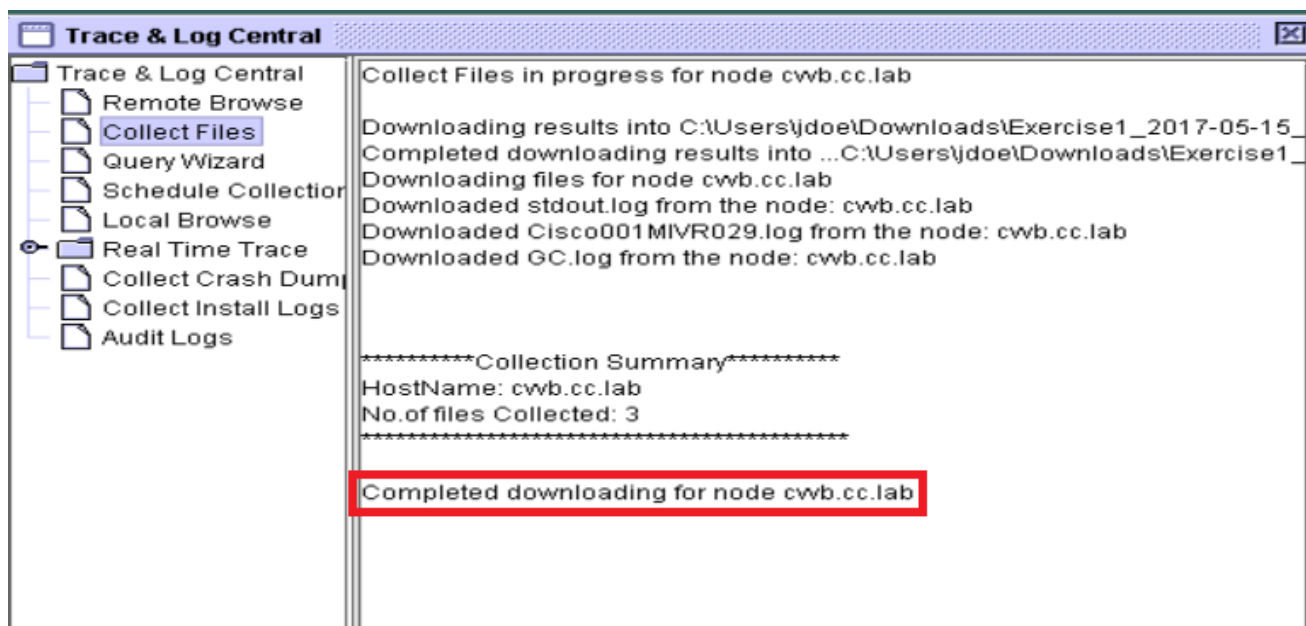 Trace & Log Central
Trace & Log Central
Remote Browse
Collect Files
Query Wizard
Schedule Collection
Local Browse
Real Time Trace
Collect Crash Dum
Collect Install Logs
Audit Logs
Collect Files in progress for node cwb.cc.lab
Downloading results into C:\Users\jdoe\Downloads\Exercise1_2017-05-15_
Completed downloading results into ...C:\Users\jdoe\Downloads\Exercise1_
Downloading files for node cwb.cc.lab
Downloaded stdout.log from the node: cwb.cc.lab
Downloaded Cisco001MIVR029.log from the node: cwb.cc.lab
Downloaded GC.log from the node: cwb.cc.lab
**********Collection Summary**********
HostName: cwb.cc.lab
No.of files Collected: 3
*******************************************
Completed downloading for node cwb.cc.lab